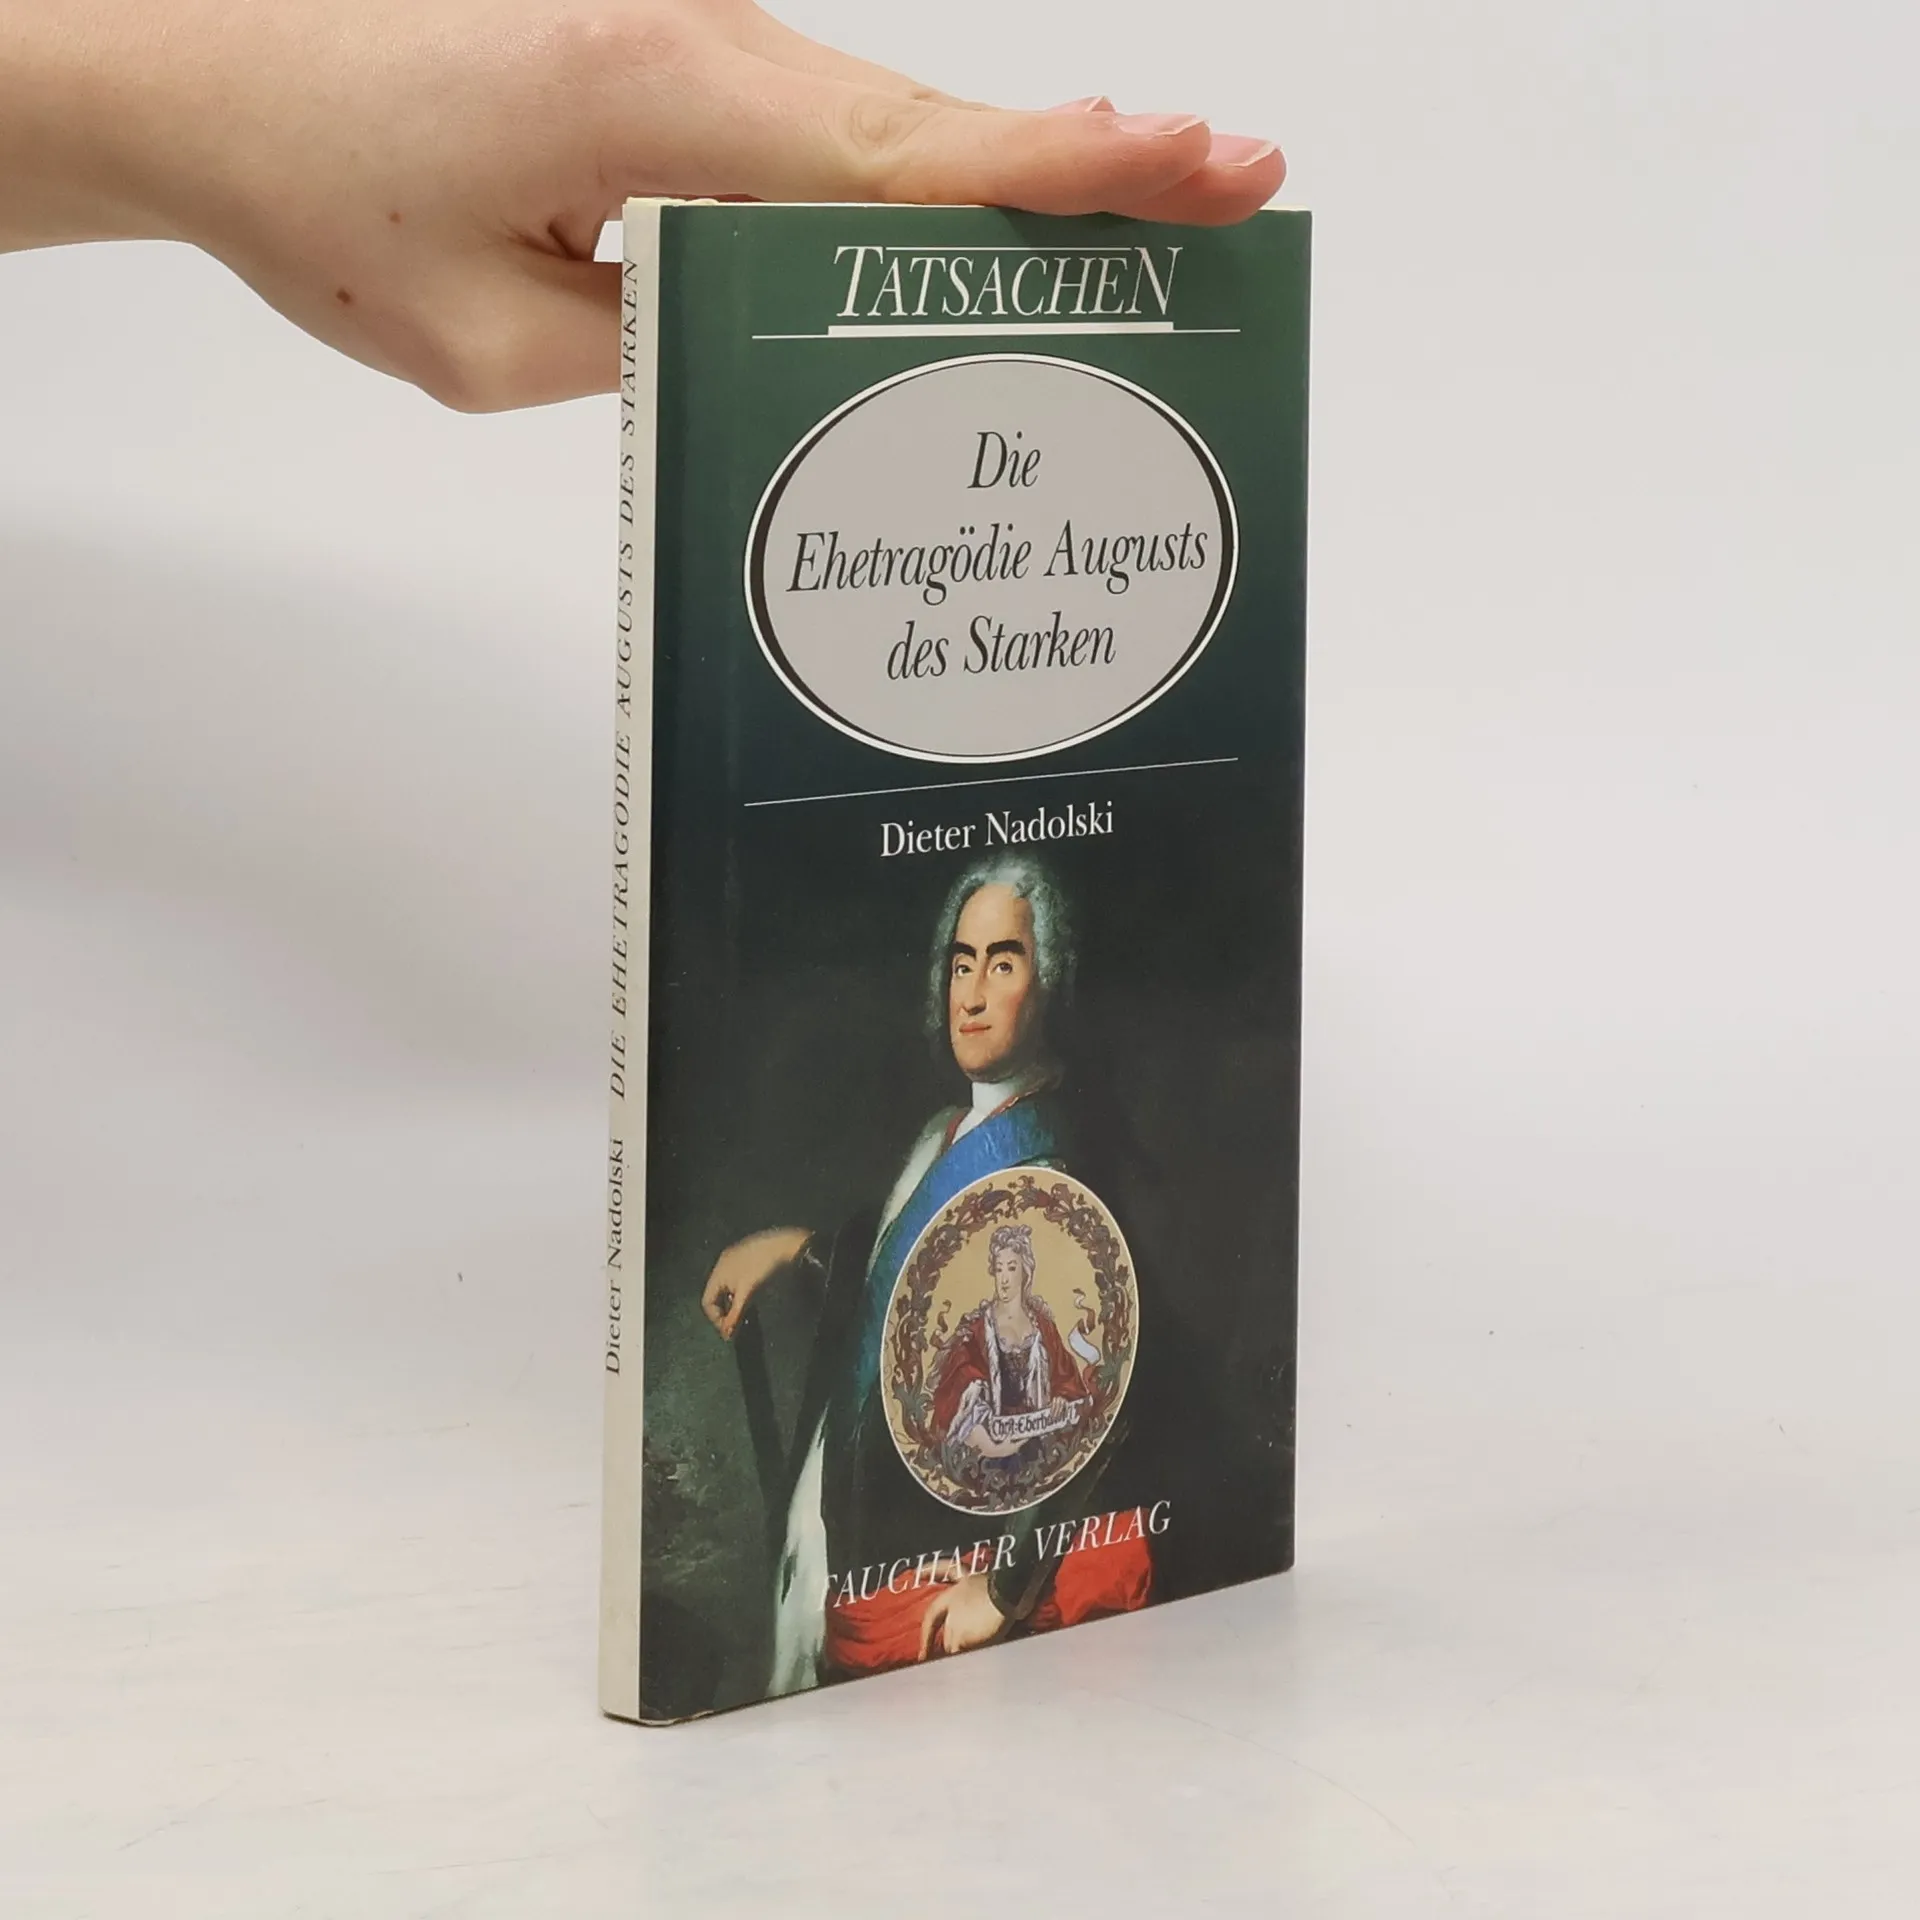 TATSACHEN
Die
Ehetragödie Augusts
des Starken
Dieter Nadolski
TAUCHAER VERLAG
Dieter Nadolski DIE EHETRAGÖDIE AUGUSTS DES STARKEN